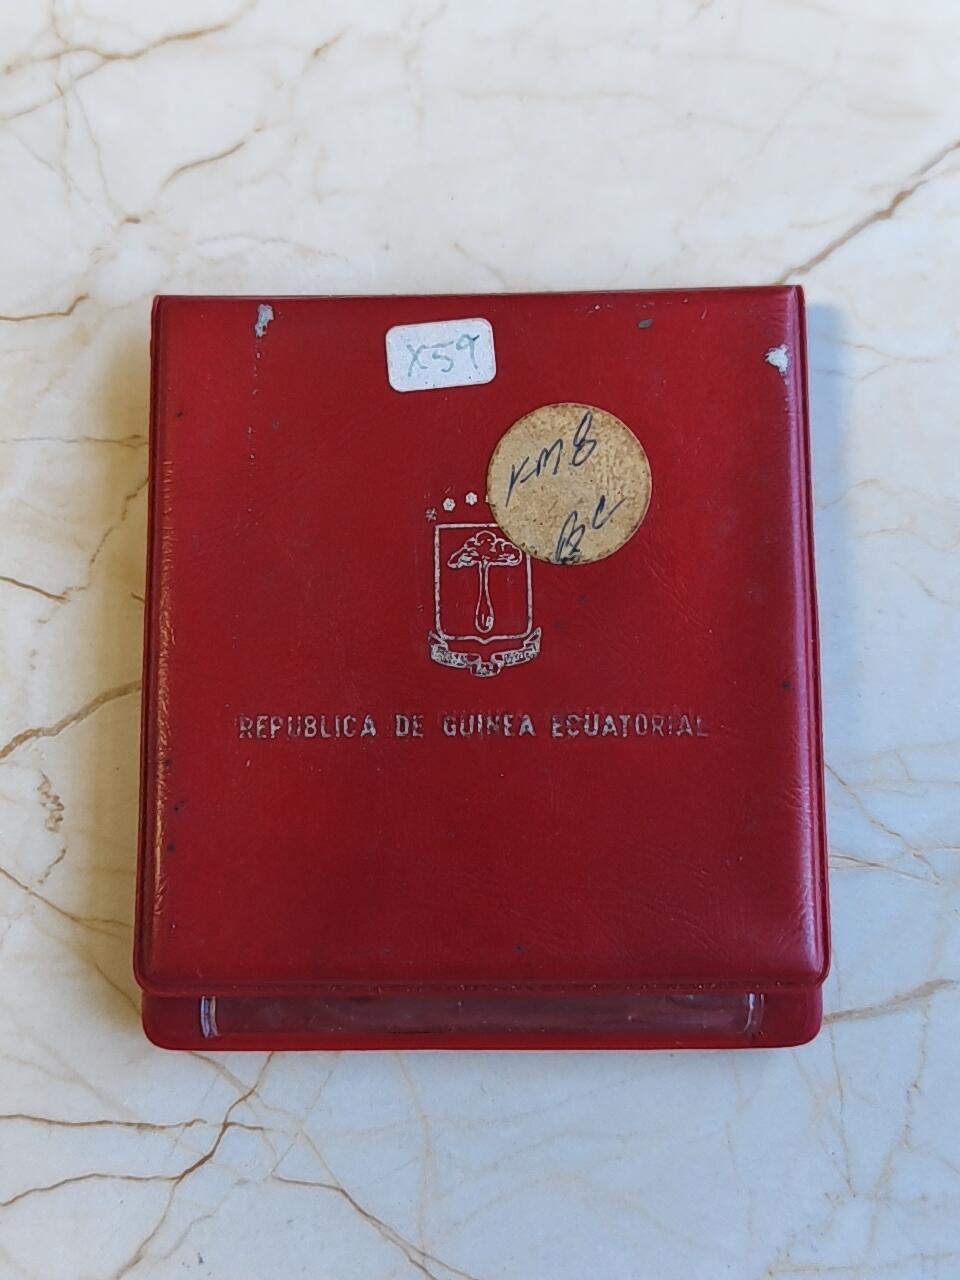 X59
KM8
BC
REPUBLICA DE GUINEA ECUATORIAL